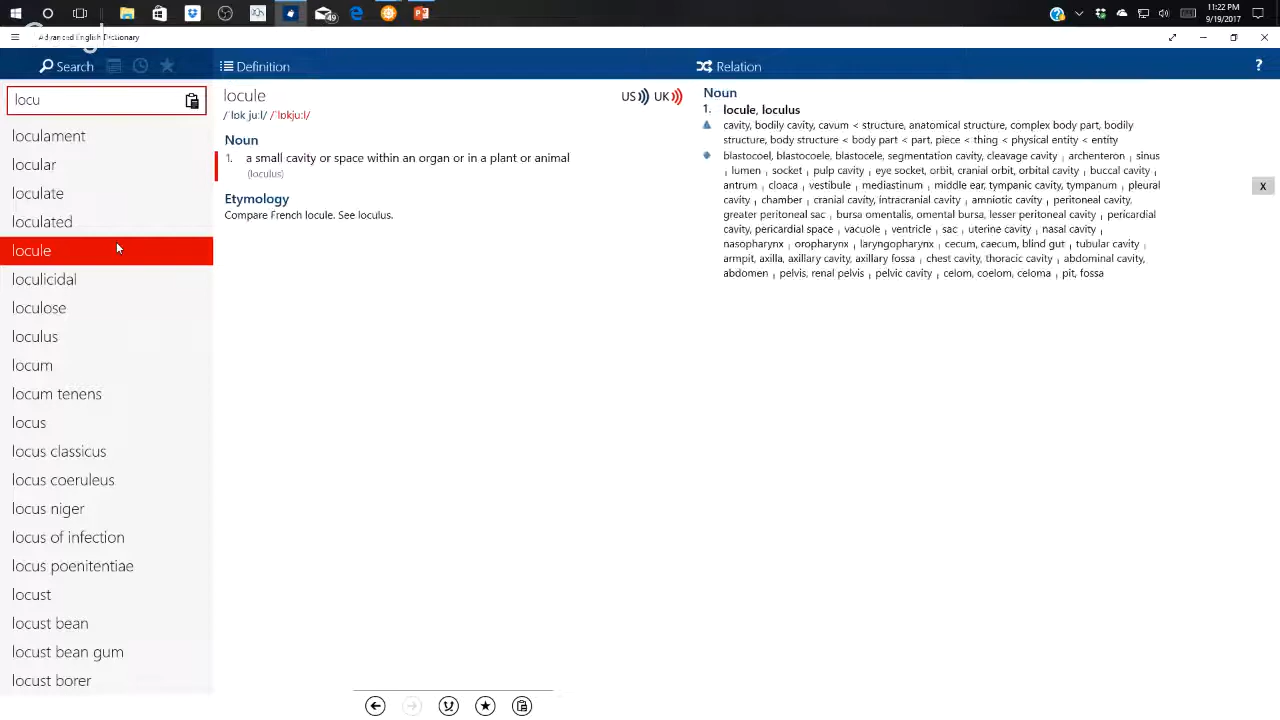 49
11:22 PM
9/19/2017
Advanced English Dictionary
Search
Definition
Relation
?
locu
loculament
locular
loculate
loculated
locule
loculicidal
loculose
loculus
locum
locum tenens
locus
locus classicus
locus coeruleus
locus niger
locus of infection
locus poenitentiae
locust
locust bean
locust bean gum
locust borer
locule
US UK
/'lok ju:l/ /'lɒkju:l/
Noun
1. a small cavity or space within an organ or in a plant or animal
(loculus)
Etymology
Compare French locule. See loculus.
Noun
1. locule, loculus
cavity, bodily cavity, cavum < structure, anatomical structure, complex body part, bodily
structure, body structure < body part < part, piece < thing < physical entity < entity
blastocoel, blastocoele, blastocele, segmentation cavity, cleavage cavity ╷ archenteron ╷ sinus
╷ lumen ╷ socket ╷ pulp cavity ╷ eye socket, orbit, cranial orbit, orbital cavity ╷ buccal cavity ╷
antrum ╷ cloaca ╷ vestibule ╷ mediastinum ╷ middle ear, tympanic cavity, tympanum ╷ pleural
cavity ╷ chamber ╷ cranial cavity, intracranial cavity ╷ amniotic cavity ╷ peritoneal cavity,
greater peritoneal sac ╷ bursa omentalis, omental bursa, lesser peritoneal cavity ╷ pericardial
cavity, pericardial space ╷ vacuole ╷ ventricle ╷ sac ╷ uterine cavity ╷ nasal cavity ╷
nasopharynx ╷ oropharynx ╷ laryngopharynx ╷ cecum, caecum, blind gut ╷ tubular cavity ╷
armpit, axilla, axillary cavity, axillary fossa ╷ chest cavity, thoracic cavity ╷ abdominal cavity,
abdomen ╷ pelvis, renal pelvis ╷ pelvic cavity ╷ celom, coelom, celoma ╷ pit, fossa
X